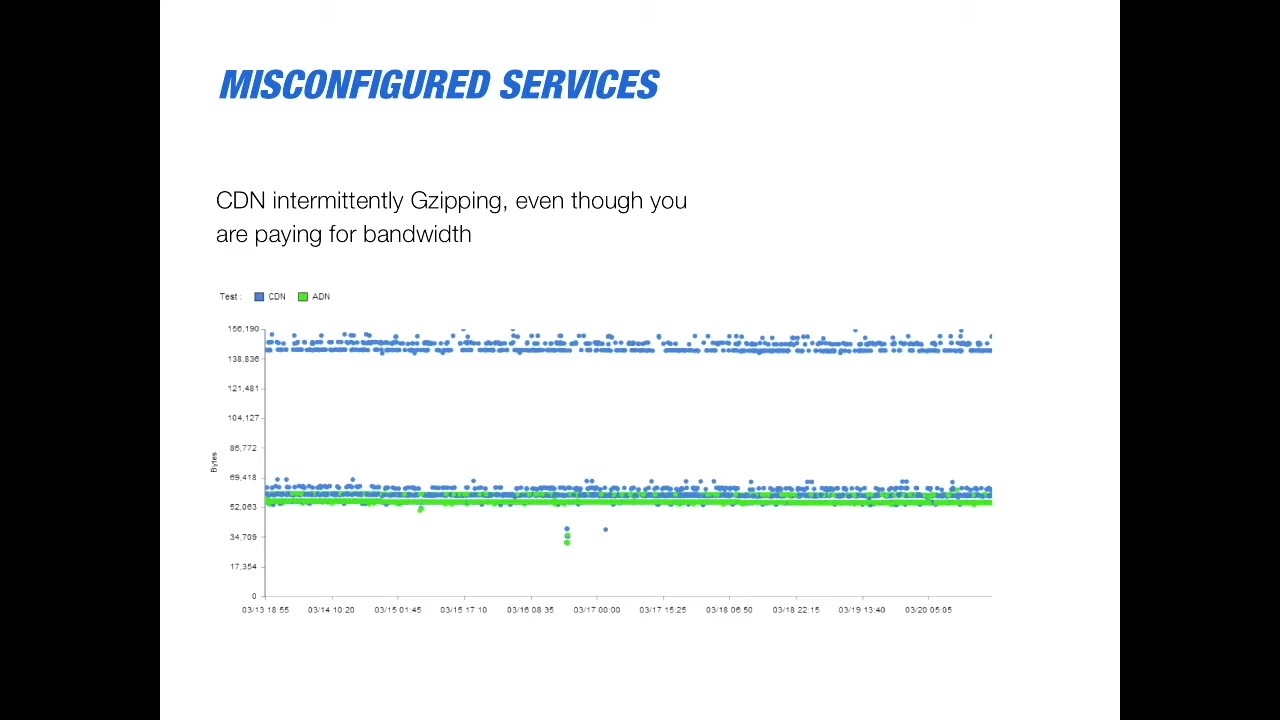 MISCONFIGURED SERVICES
CDN intermittently Gzipping, even though you
are paying for bandwidth
Test : CDN ADN
156,190
138,836
121,481
104,127
86,772
69,418
52,063
34,709
17,354
0
Bytes
03/13 18:55 03/14 10:20 03/15 01:45 03/15 17:10 03/16 08:35 03/17 00:00 03/17 15:25 03/18 06:50 03/18 22:15 03/19 13:40 03/20 05:05